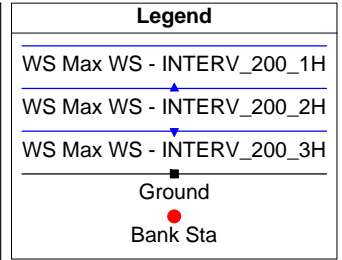 Legend
WS Max WS - INTERV_200_1H
WS Max WS - INTERV_200_2H
WS Max WS - INTERV_200_3H
Ground
Bank Sta